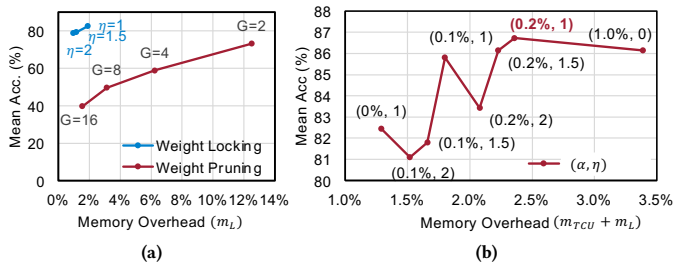 80
60
40
20
0
Mean Acc. (%)
η=1
η=1.5
η=2
G=2
G=4
G=8
G=16
Weight Locking
Weight Pruning
0% 2% 4% 6% 8% 10% 12% 14%
Memory Overhead (m_L)
(a)
88
87
86
85
84
83
82
81
80
Mean Acc (%)
(0.2%, 1)
(0.1%, 1)
(1.0%, 0)
(0.2%, 1.5)
(0%, 1)
(0.2%, 2)
(0.1%, 1.5)
(0.1%, 2)
(α, η)
1.0% 1.5% 2.0% 2.5% 3.0% 3.5%
Memory Overhead (m_TCU + m_L)
(b)